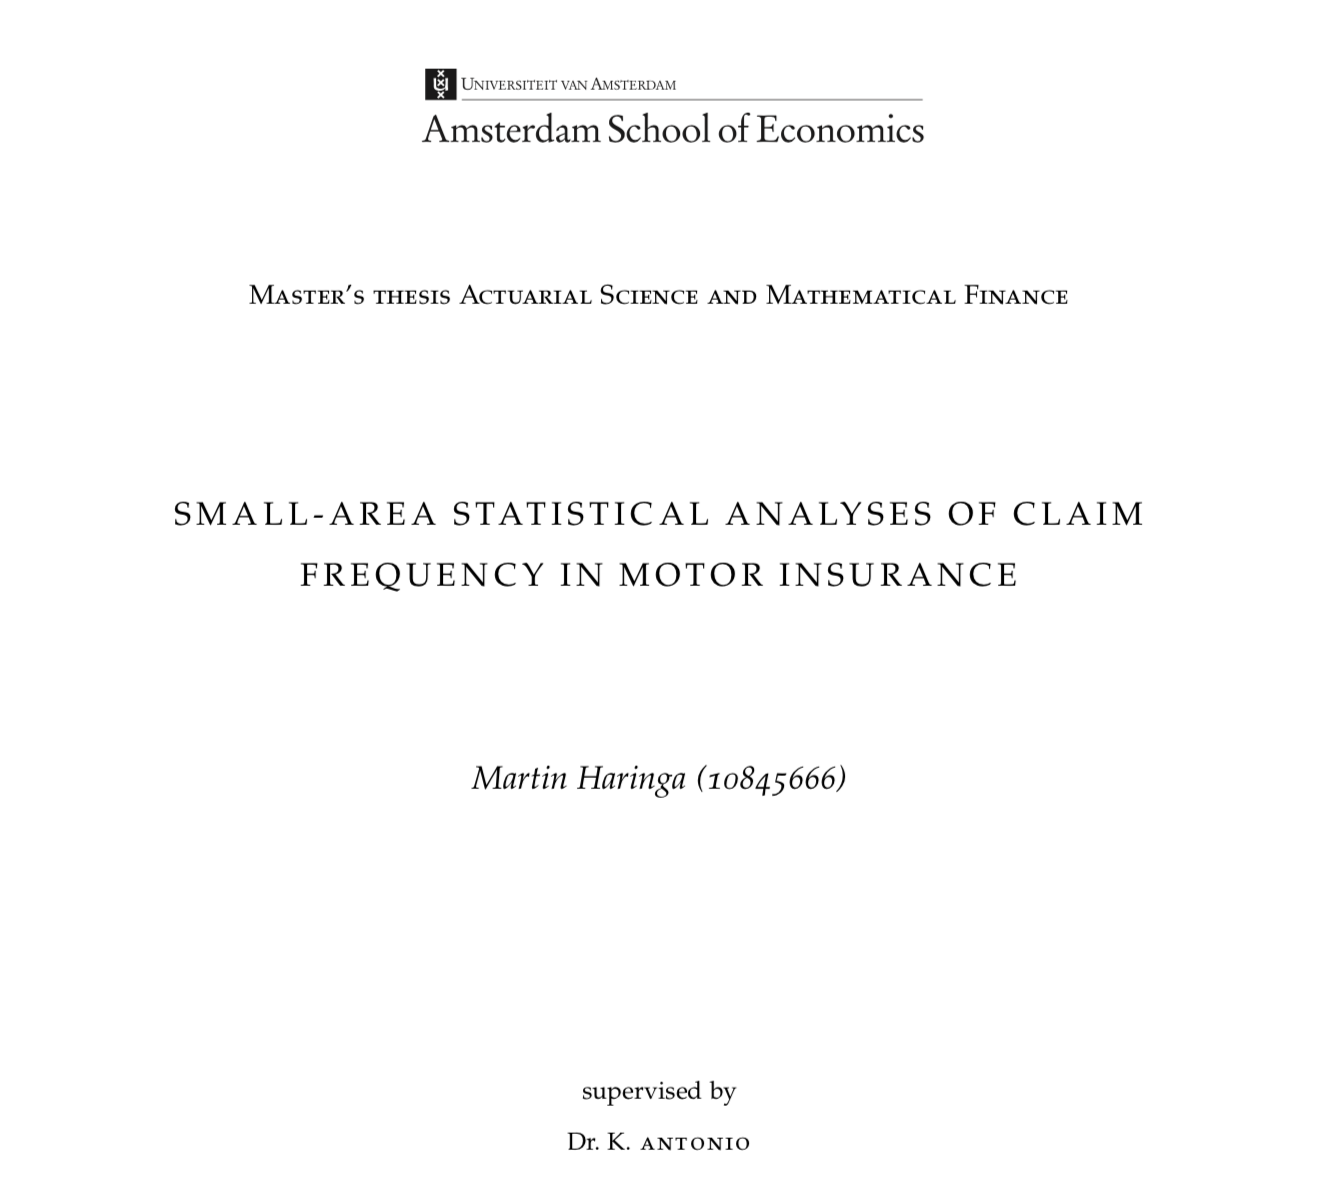 UNIVERSITEIT VAN AMSTERDAM
Amsterdam School of Economics
MASTER'S THESIS ACTUARIAL SCIENCE AND MATHEMATICAL FINANCE
SMALL-AREA STATISTICAL ANALYSES OF CLAIM
FREQUENCY IN MOTOR INSURANCE
Martin Haringa (10845666)
supervised by
Dr. K. ANTONIO